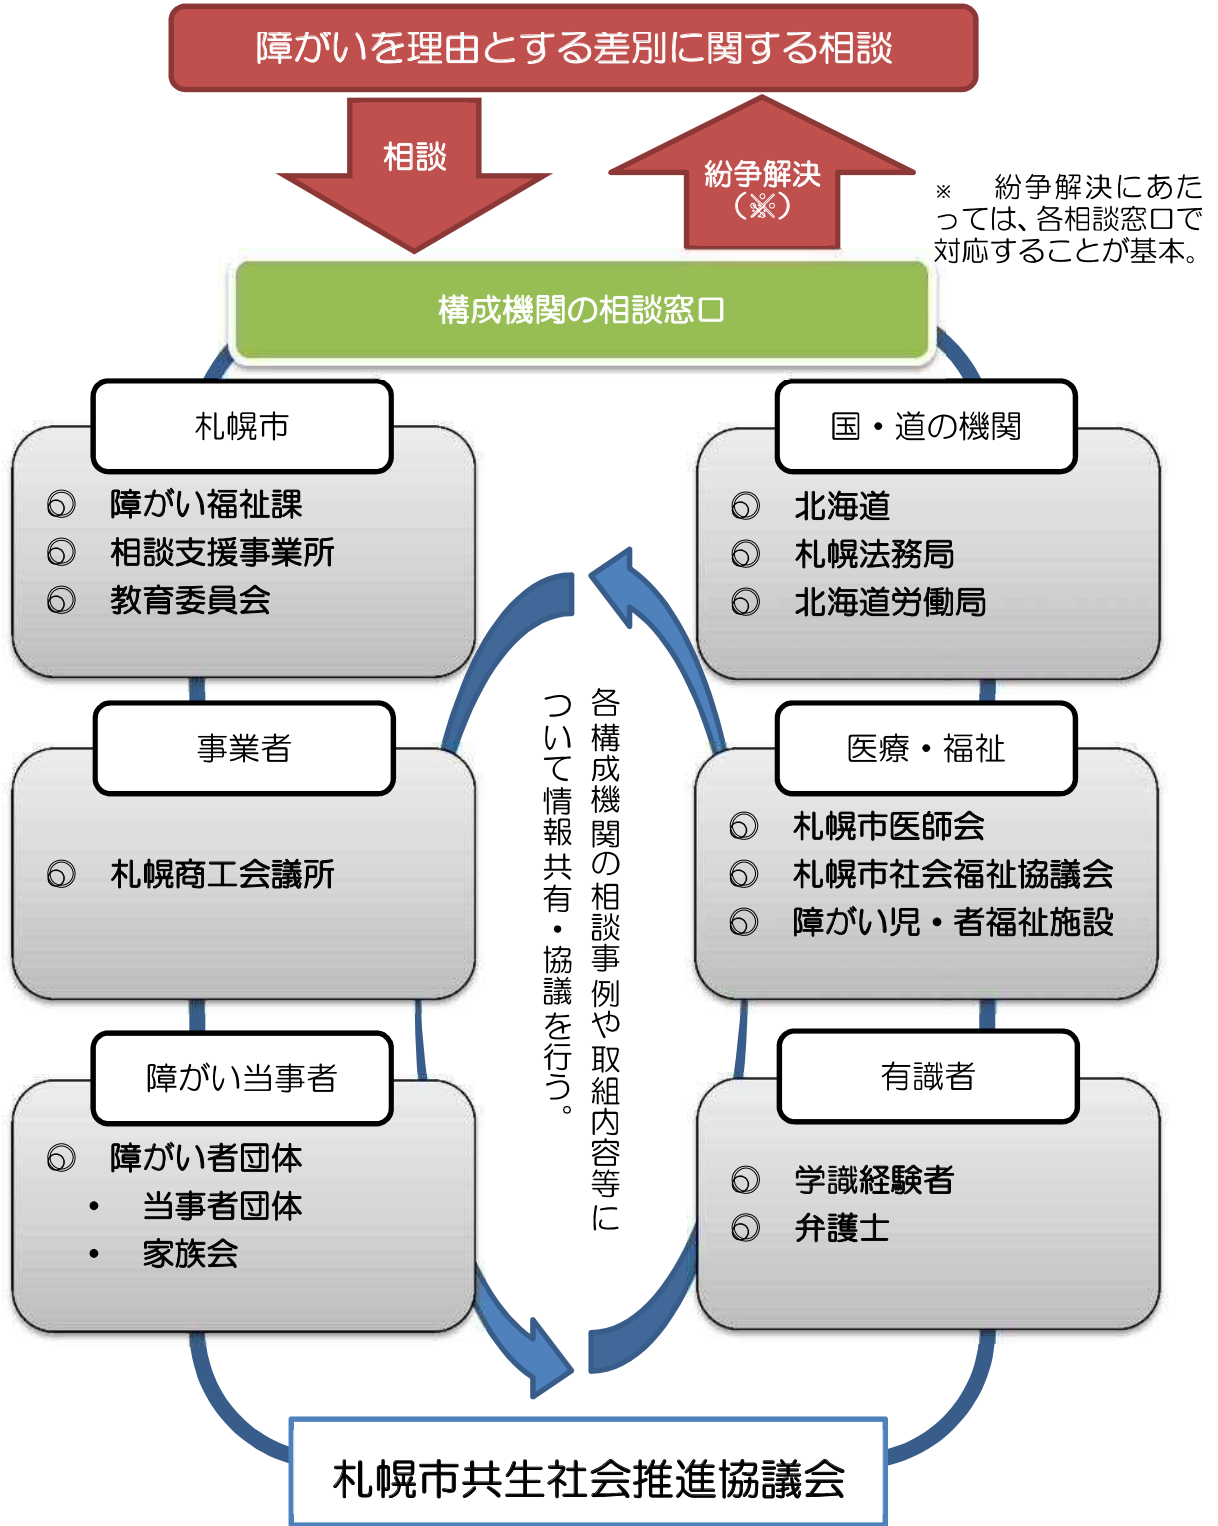 障がいを理由とする差別に関する相談
相談
紛争解決
（※）
※　紛争解決にあた
っては、各相談窓口で
対応することが基本。
構成機関の相談窓口
札幌市
◎　障がい福祉課
◎　相談支援事業所
◎　教育委員会
国・道の機関
◎　北海道
◎　札幌法務局
◎　北海道労働局
事業者
◎　札幌商工会議所
医療・福祉
◎　札幌市医師会
◎　札幌市社会福祉協議会
◎　障がい児・者福祉施設
各構成機関の相談事例や取組内容等に
ついて情報共有・協議を行う。
障がい当事者
◎　障がい者団体
・　当事者団体
・　家族会
有識者
◎　学識経験者
◎　弁護士
札幌市共生社会推進協議会